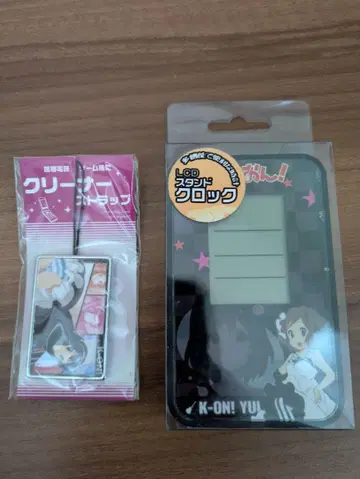 携帯電話・ゲーム機に
クリーナー
ストラップ
LCD
スタンド
クロック
けいおん!
K-ON! YUI